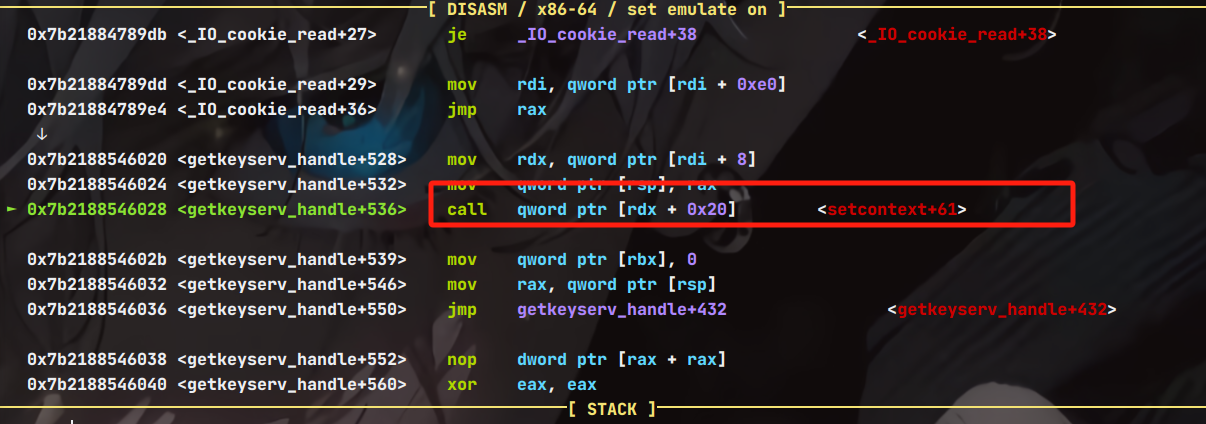 [ DISASM / x86-64 / set emulate on ]
0x7b21884789db <_IO_cookie_read+27> je _IO_cookie_read+38 <_IO_cookie_read+38>
0x7b21884789dd <_IO_cookie_read+29> mov rdi, qword ptr [rdi + 0xe0]
0x7b21884789e4 <_IO_cookie_read+36> jmp rax
↓
0x7b2188546020 <getkeyserv_handle+528> mov rdx, qword ptr [rdi + 8]
0x7b2188546024 <getkeyserv_handle+532> mov qword ptr [rsp], rax
► 0x7b2188546028 <getkeyserv_handle+536> call qword ptr [rdx + 0x20] <setcontext+61>
0x7b218854602b <getkeyserv_handle+539> mov qword ptr [rbx], 0
0x7b2188546032 <getkeyserv_handle+546> mov rax, qword ptr [rsp]
0x7b2188546036 <getkeyserv_handle+550> jmp getkeyserv_handle+432 <getkeyserv_handle+432>
0x7b2188546038 <getkeyserv_handle+552> nop dword ptr [rax + rax]
0x7b2188546040 <getkeyserv_handle+560> xor eax, eax
[ STACK ]